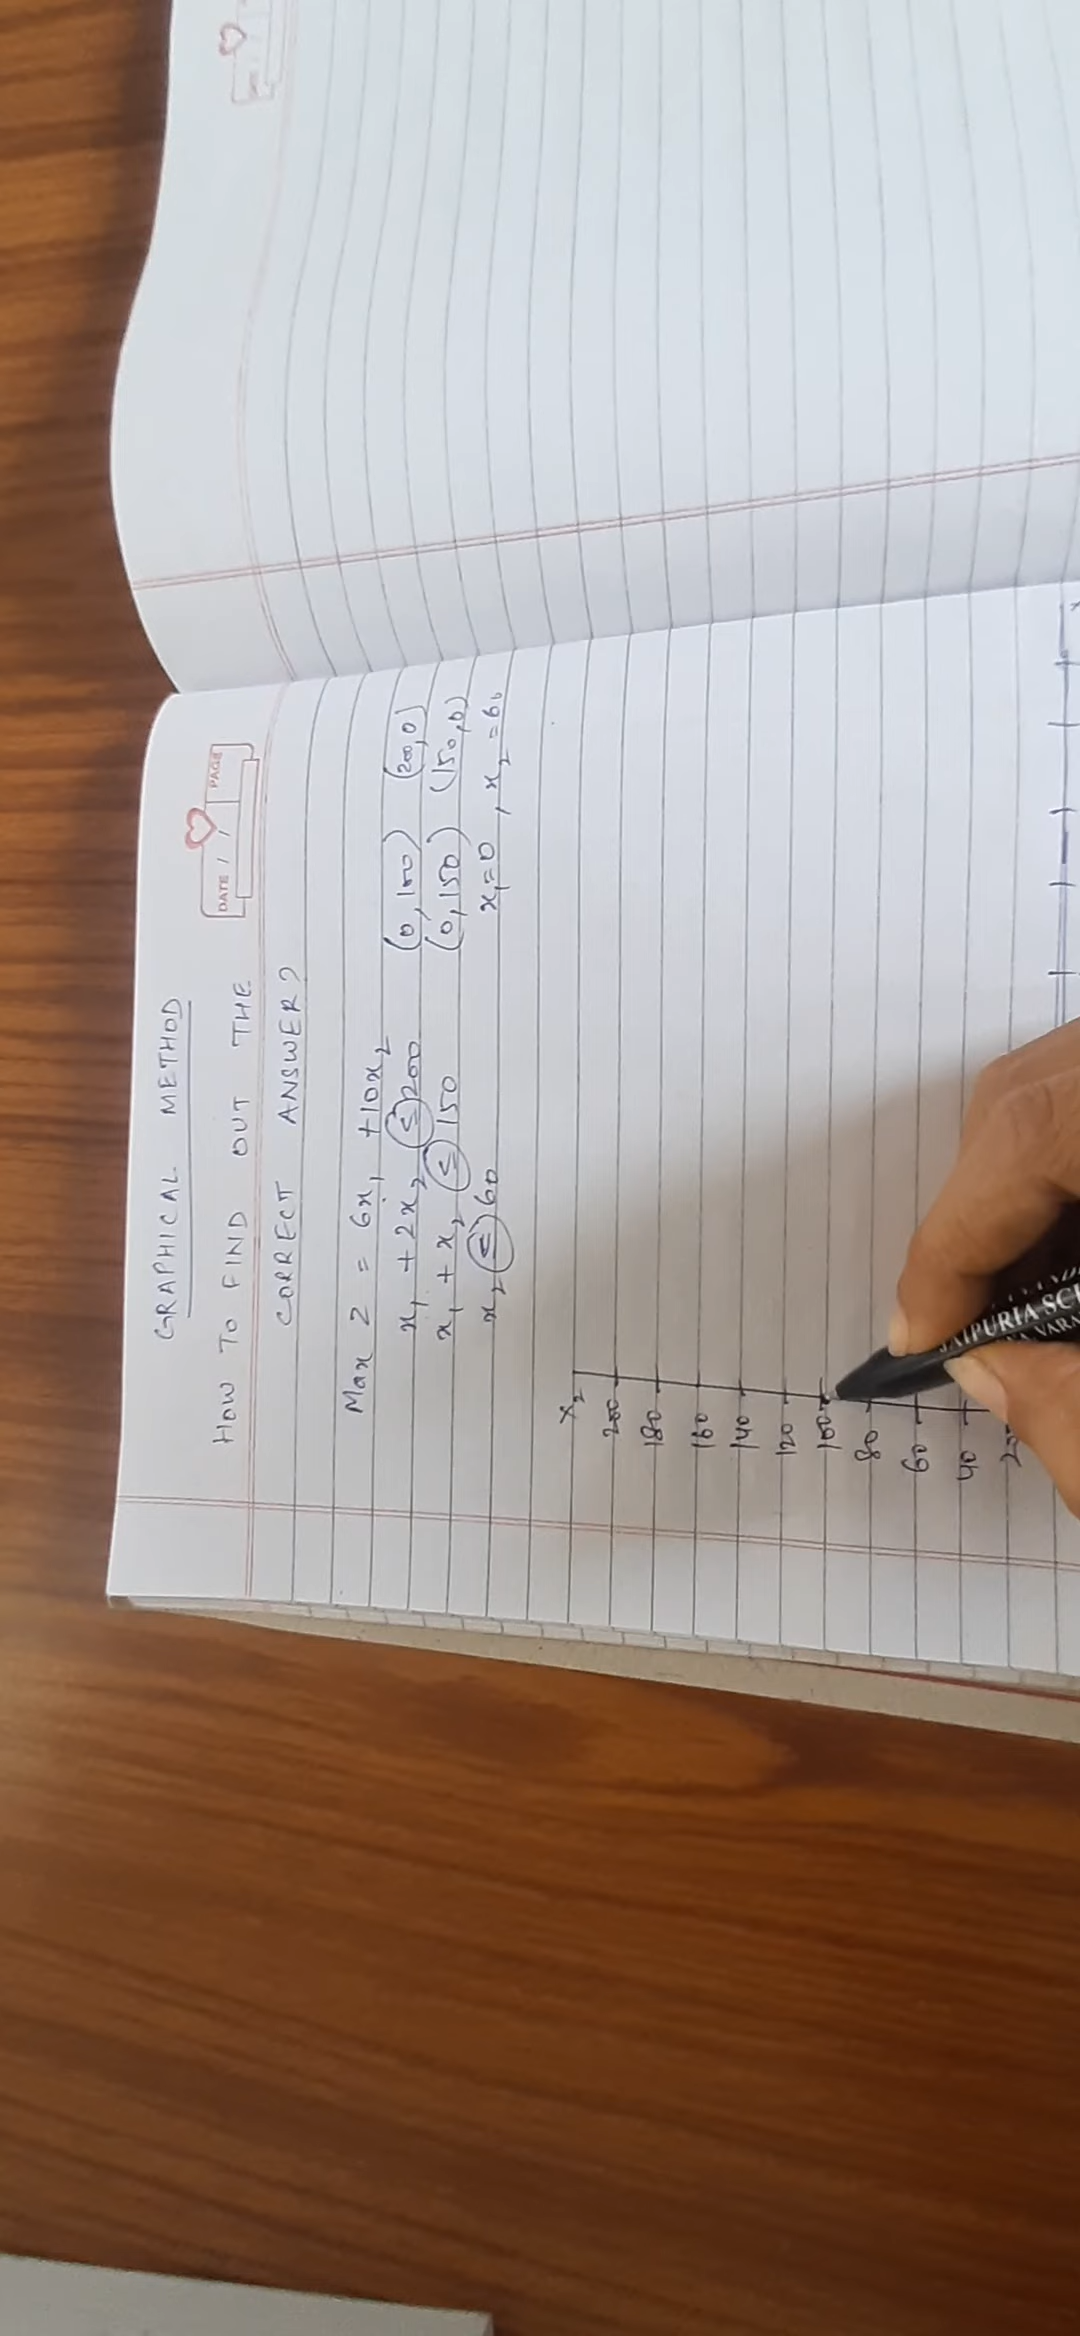 DATE / / PAGE
GRAPHICAL METHOD
HOW TO FIND OUT THE
CORRECT ANSWER?
Max Z = 6x₁ + 10x₂
x₁ + 2x₂ ≤ 200 (0, 100) (200, 0)
x₁ + x₂ ≤ 150 (0, 150) (150, 0)
x₂ ≤ 60 x₁ = 0, x₂ = 60
X₂
200
180
160
140
120
100
80
60
40
JAIPURIA SCH
VARA